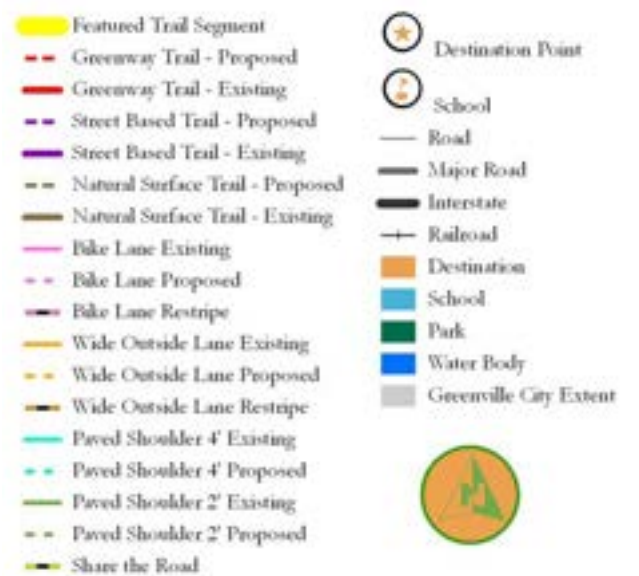 Featured Trail Segment
Greenway Trail - Proposed
Greenway Trail - Existing
Street Based Trail - Proposed
Street Based Trail - Existing
Natural Surface Trail - Proposed
Natural Surface Trail - Existing
Bike Lane Existing
Bike Lane Proposed
Bike Lane Restripe
Wide Outside Lane Existing
Wide Outside Lane Proposed
Wide Outside Lane Restripe
Paved Shoulder 4' Existing
Paved Shoulder 4' Proposed
Paved Shoulder 2' Existing
Paved Shoulder 2' Proposed
Share the Road
Destination Point
School
Road
Major Road
Interstate
Railroad
Destination
School
Park
Water Body
Greenville City Extent
N